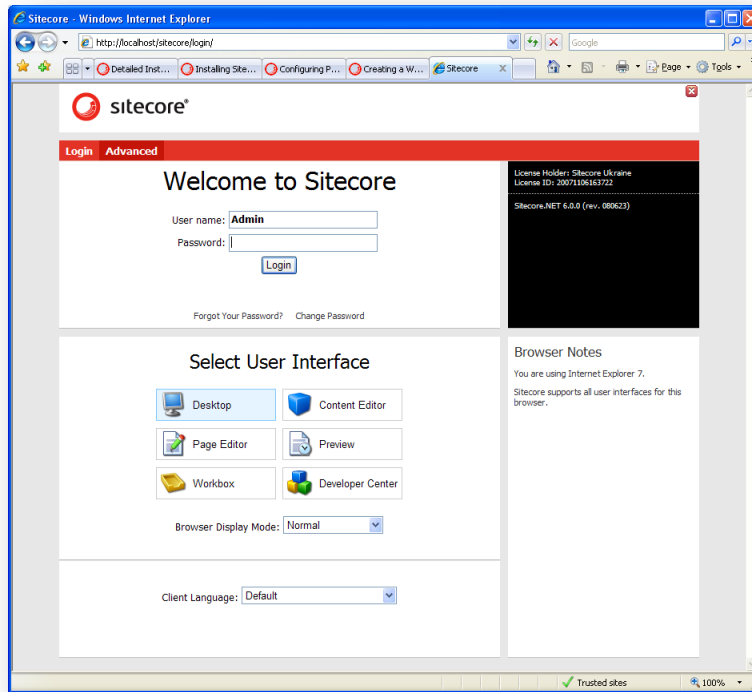 Sitecore - Windows Internet Explorer
http://localhost/sitecore/login/
Google
Detailed Inst...
Installing Site...
Configuring P...
Creating a W...
Sitecore
Page
Tools
sitecore®
Login Advanced
Welcome to Sitecore
User name: Admin
Password:
Login
Forgot Your Password? Change Password
License Holder: Sitecore Ukraine
License ID: 20071106163722
Sitecore.NET 6.0.0 (rev. 080623)
Select User Interface
Desktop
Content Editor
Page Editor
Preview
Workbox
Developer Center
Browser Display Mode: Normal
Client Language: Default
Browser Notes
You are using Internet Explorer 7.
Sitecore supports all user interfaces for this
browser.
Trusted sites
100%